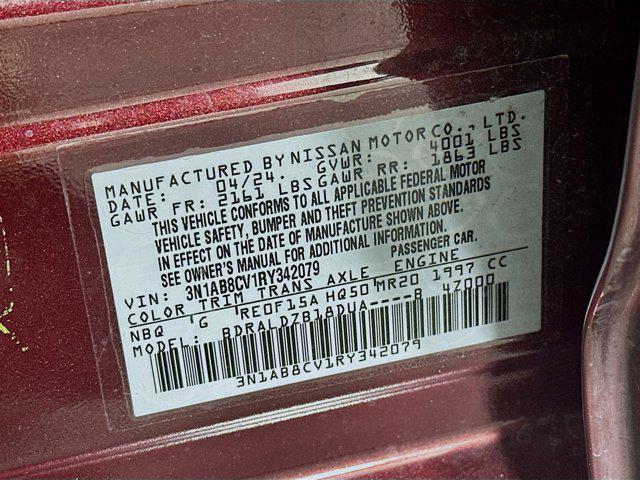 MANUFACTURED BY NISSAN MOTOR CO., LTD.
DATE: 04/24. GVWR: 4001 LBS
GAWR FR: 2161 LBS GAWR RR: 1863 LBS
THIS VEHICLE CONFORMS TO ALL APPLICABLE FEDERAL MOTOR
VEHICLE SAFETY, BUMPER AND THEFT PREVENTION STANDARDS
IN EFFECT ON THE DATE OF MANUFACTURE SHOWN ABOVE.
SEE OWNER'S MANUAL FOR ADDITIONAL INFORMATION.
VIN: 3N1AB8CV1RY342079 PASSENGER CAR.
COLOR TRIM TRANS AXLE ENGINE
NBQ G RE0F15A HQ50 MR20 1997 CC
MODEL: BDRALDZB18DUA----B 4Z000
3N1AB8CV1RY342079